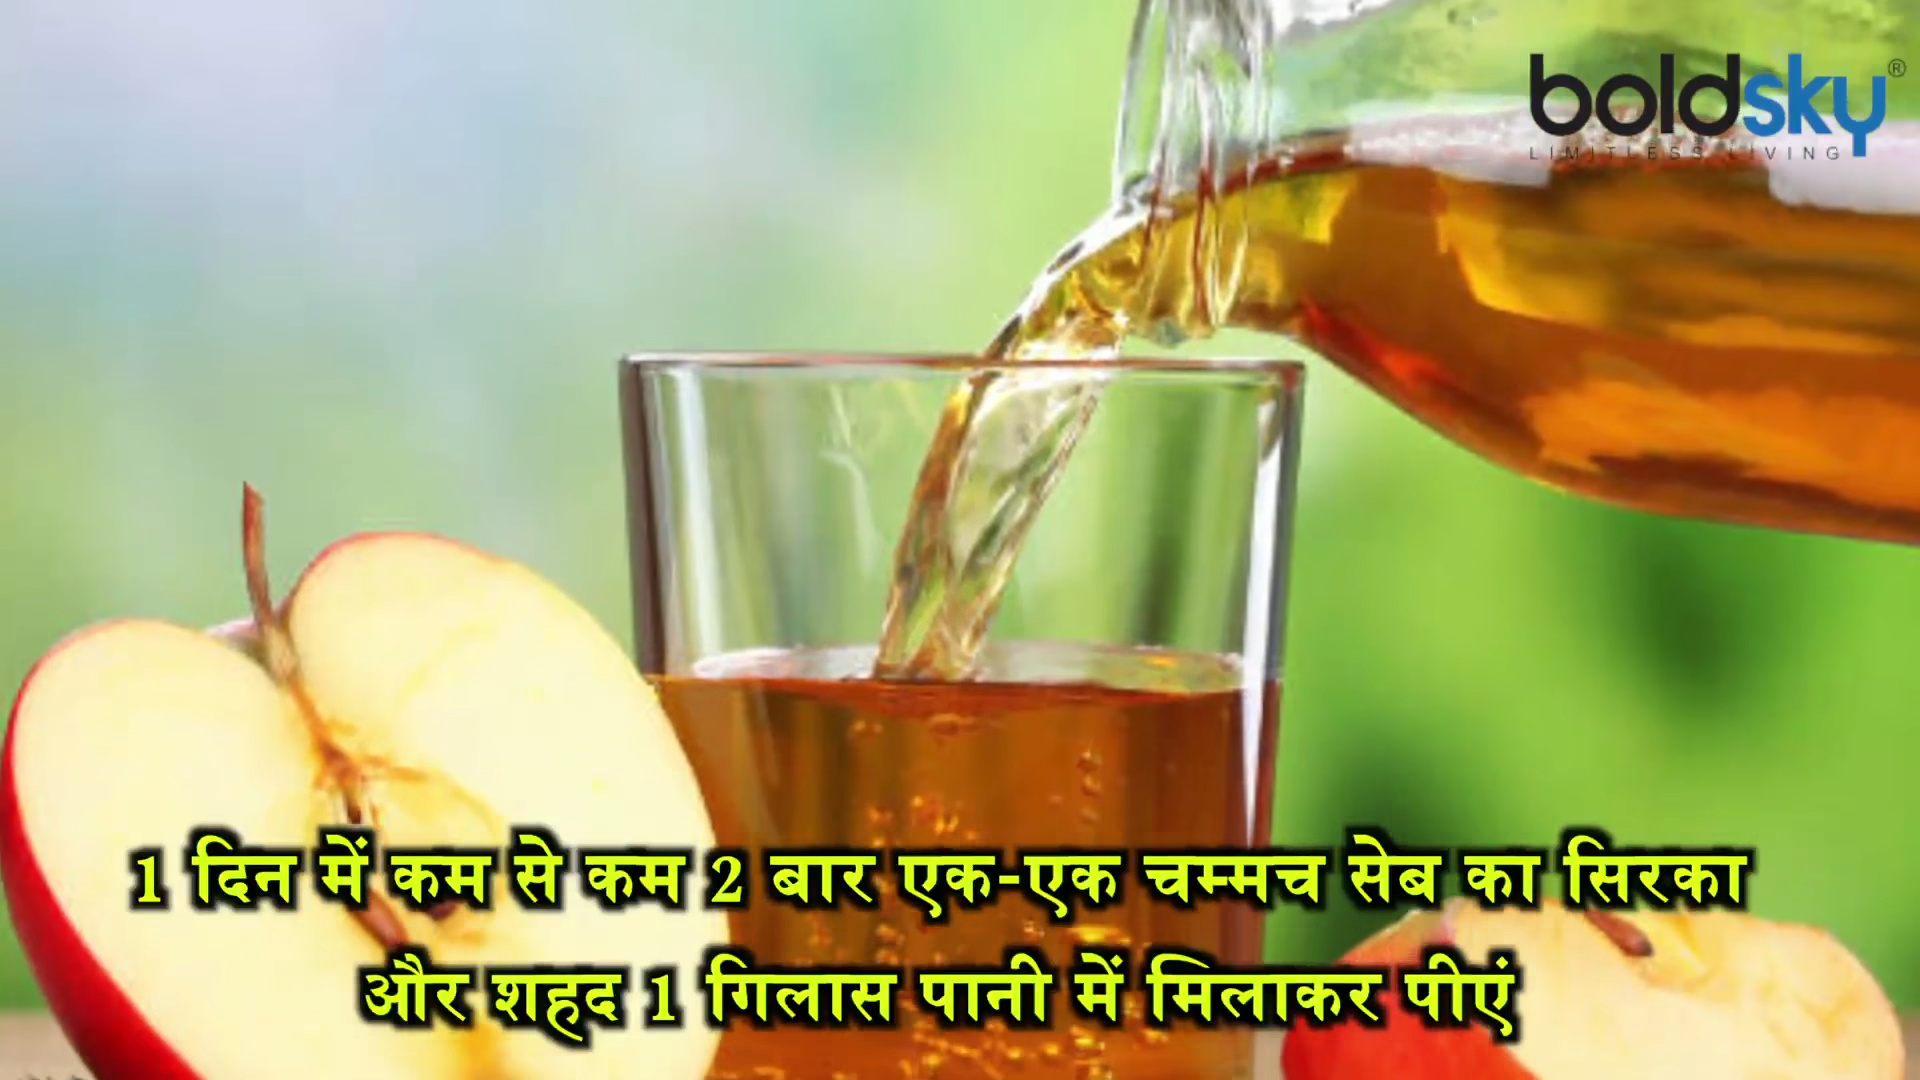 boldsky®
LIMITLESS LIVING
1 दिन में कम से कम 2 बार एक-एक चम्मच सेब का सिरका
और शहद 1 गिलास पानी में मिलाकर पीएं